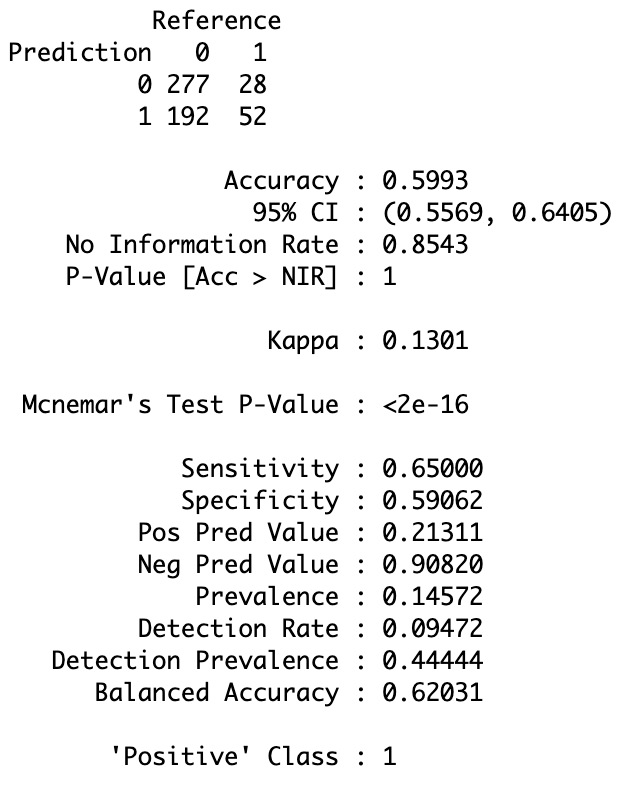 Reference
Prediction 0 1
0 277 28
1 192 52
Accuracy : 0.5993
95% CI : (0.5569, 0.6405)
No Information Rate : 0.8543
P-Value [Acc > NIR] : 1
Kappa : 0.1301
Mcnemar's Test P-Value : <2e-16
Sensitivity : 0.65000
Specificity : 0.59062
Pos Pred Value : 0.21311
Neg Pred Value : 0.90820
Prevalence : 0.14572
Detection Rate : 0.09472
Detection Prevalence : 0.44444
Balanced Accuracy : 0.62031
'Positive' Class : 1